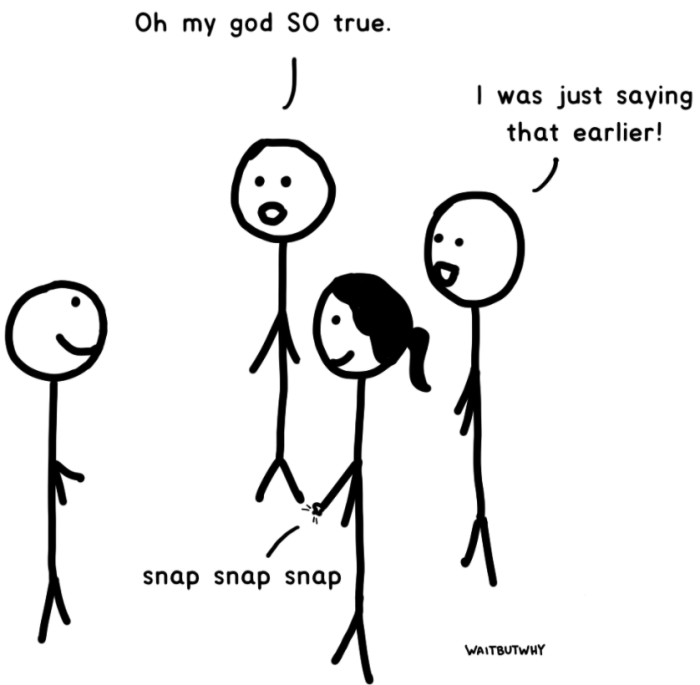 Oh my god SO true.
I was just saying
that earlier!
snap snap snap
WAITBUTWHY